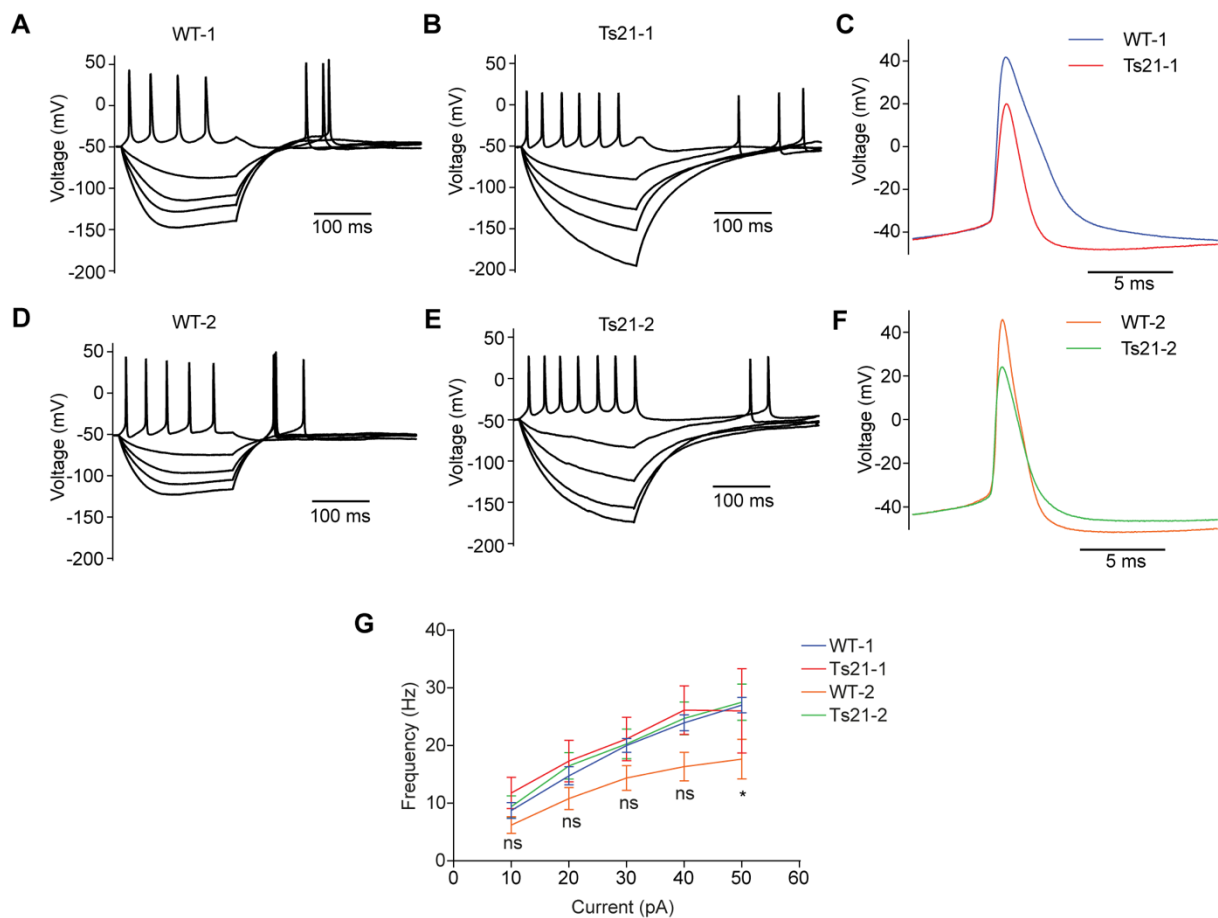 A
WT-1
Voltage (mV)
50
0
-50
-100
-150
-200
100 ms
B
Ts21-1
Voltage (mV)
50
0
-50
-100
-150
-200
100 ms
C
WT-1
Ts21-1
Voltage (mV)
40
20
0
-20
-40
5 ms
D
WT-2
Voltage (mV)
50
0
-50
-100
-150
-200
100 ms
E
Ts21-2
Voltage (mV)
50
0
-50
-100
-150
-200
100 ms
F
WT-2
Ts21-2
Voltage (mV)
40
20
0
-20
-40
5 ms
G
Frequency (Hz)
40
30
20
10
0
WT-1
Ts21-1
WT-2
Ts21-2
ns
ns
ns
ns
*
0 10 20 30 40 50 60
Current (pA)